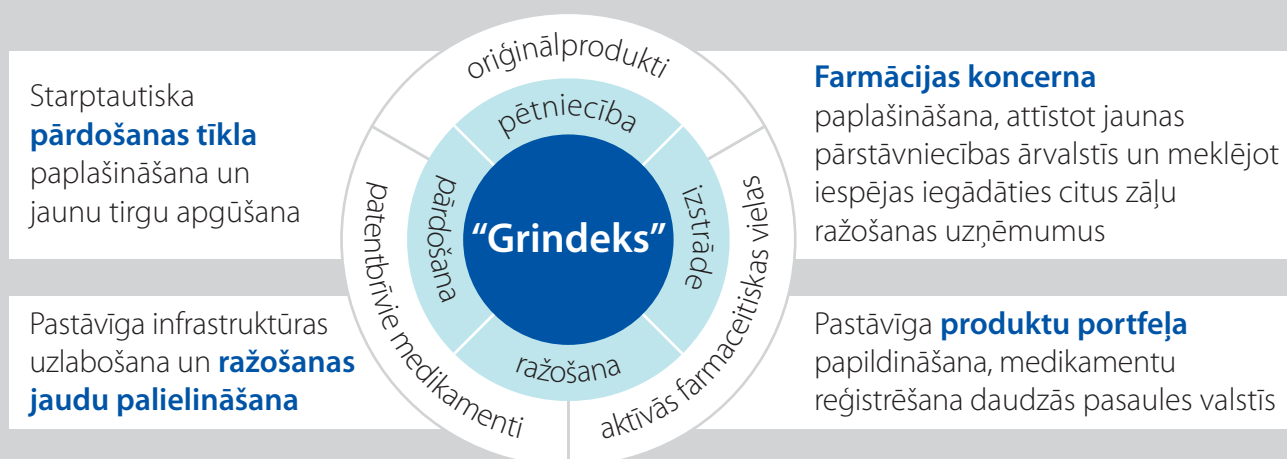 Starptautiska
pārdošanas tīkla
paplašināšana un
jaunu tirgu apgūšana
Pastāvīga infrastruktūras
uzlabošana un ražošanas
jaudu palielināšana
oriģinālprodukti
pētniecība
pārdošana
"Grindeks"
izstrāde
ražošana
patentbrīvie medikamenti
aktīvās farmaceitiskas vielas
Farmācijas koncerna
paplašināšana, attīstot jaunas
pārstāvniecības ārvalstīs un meklējot
iespējas iegādāties citus zāļu
ražošanas uzņēmumus
Pastāvīga produktu portfeļa
papildināšana, medikamentu
reģistrēšana daudzās pasaules valstīs